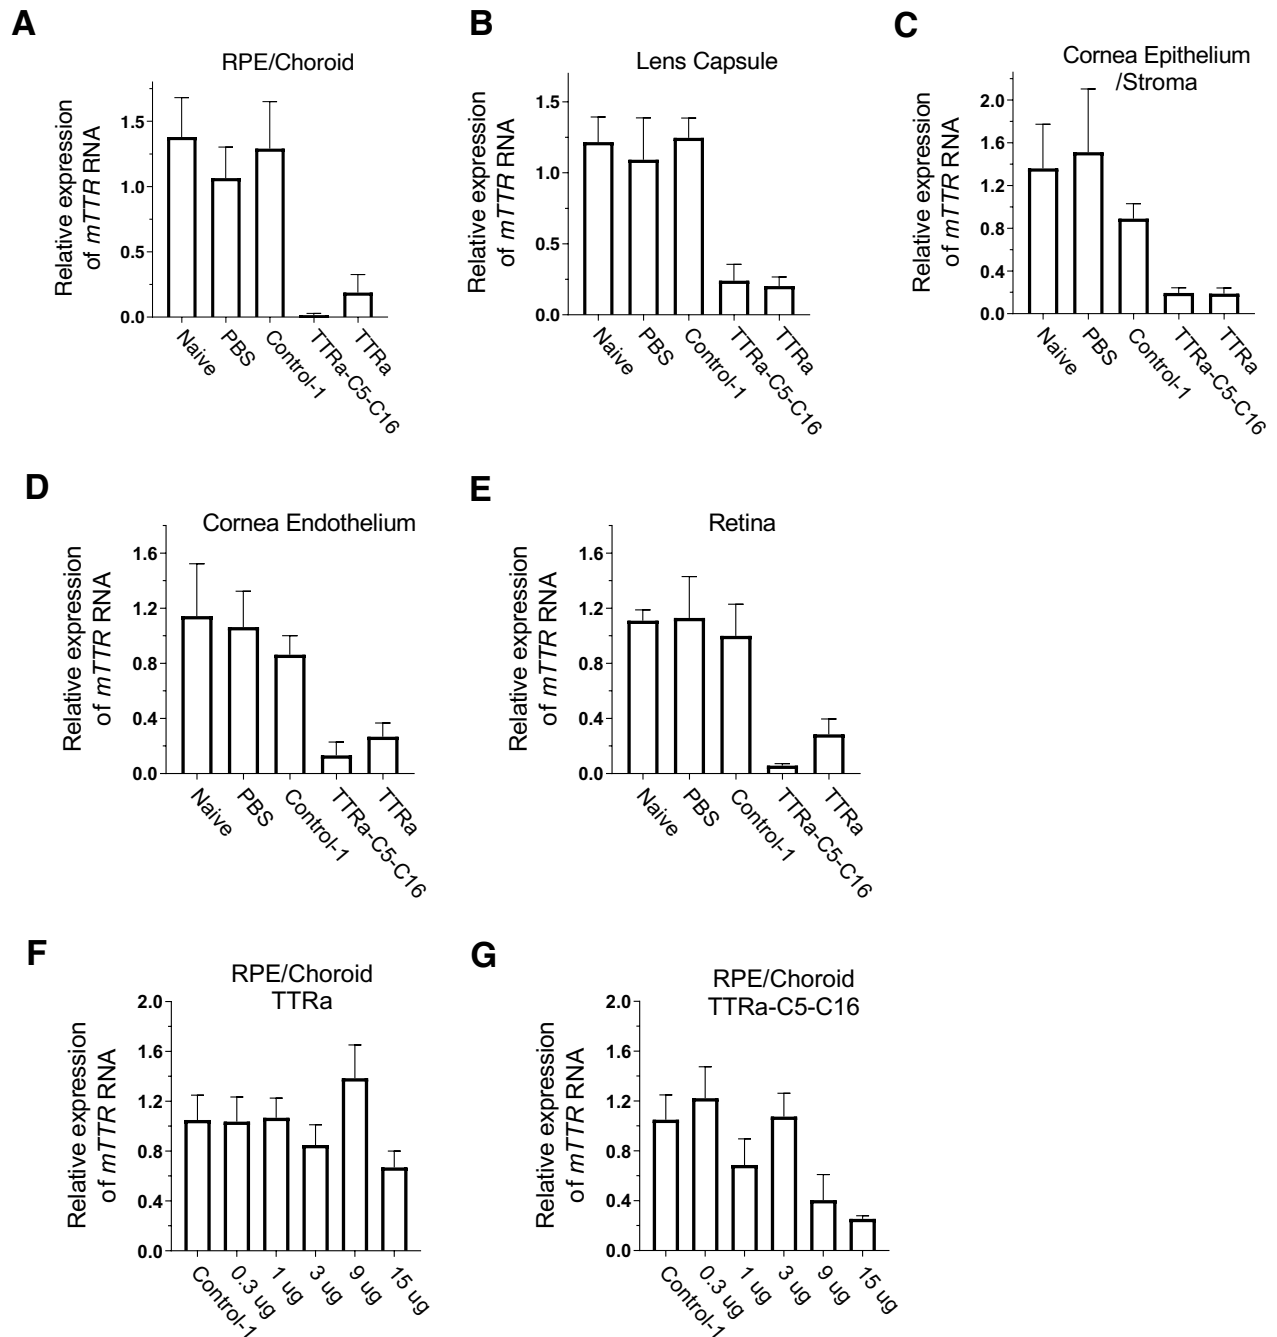 A
RPE/Choroid
Relative expression
of mTTR RNA
1.5
1.0
0.5
0.0
Naive
PBS
Control-1
TTRa-C5-C16
TTRa
B
Lens Capsule
Relative expression
of mTTR RNA
1.5
1.0
0.5
0.0
Naive
PBS
Control-1
TTRa-C5-C16
TTRa
C
Cornea Epithelium
/Stroma
Relative expression
of mTTR RNA
2.0
1.6
1.2
0.8
0.4
0.0
Naive
PBS
Control-1
TTRa-C5-C16
TTRa
D
Cornea Endothelium
Relative expression
of mTTR RNA
1.6
1.2
0.8
0.4
0.0
Naive
PBS
Control-1
TTRa-C5-C16
TTRa
E
Retina
Relative expression
of mTTR RNA
1.6
1.2
0.8
0.4
0.0
Naive
PBS
Control-1
TTRa-C5-C16
TTRa
F
RPE/Choroid
TTRa
Relative expression
of mTTR RNA
2.0
1.6
1.2
0.8
0.4
0.0
Control-1
0.3 ug
1 ug
3 ug
9 ug
15 ug
G
RPE/Choroid
TTRa-C5-C16
Relative expression
of mTTR RNA
2.0
1.6
1.2
0.8
0.4
0.0
Control-1
0.3 ug
1 ug
3 ug
9 ug
15 ug